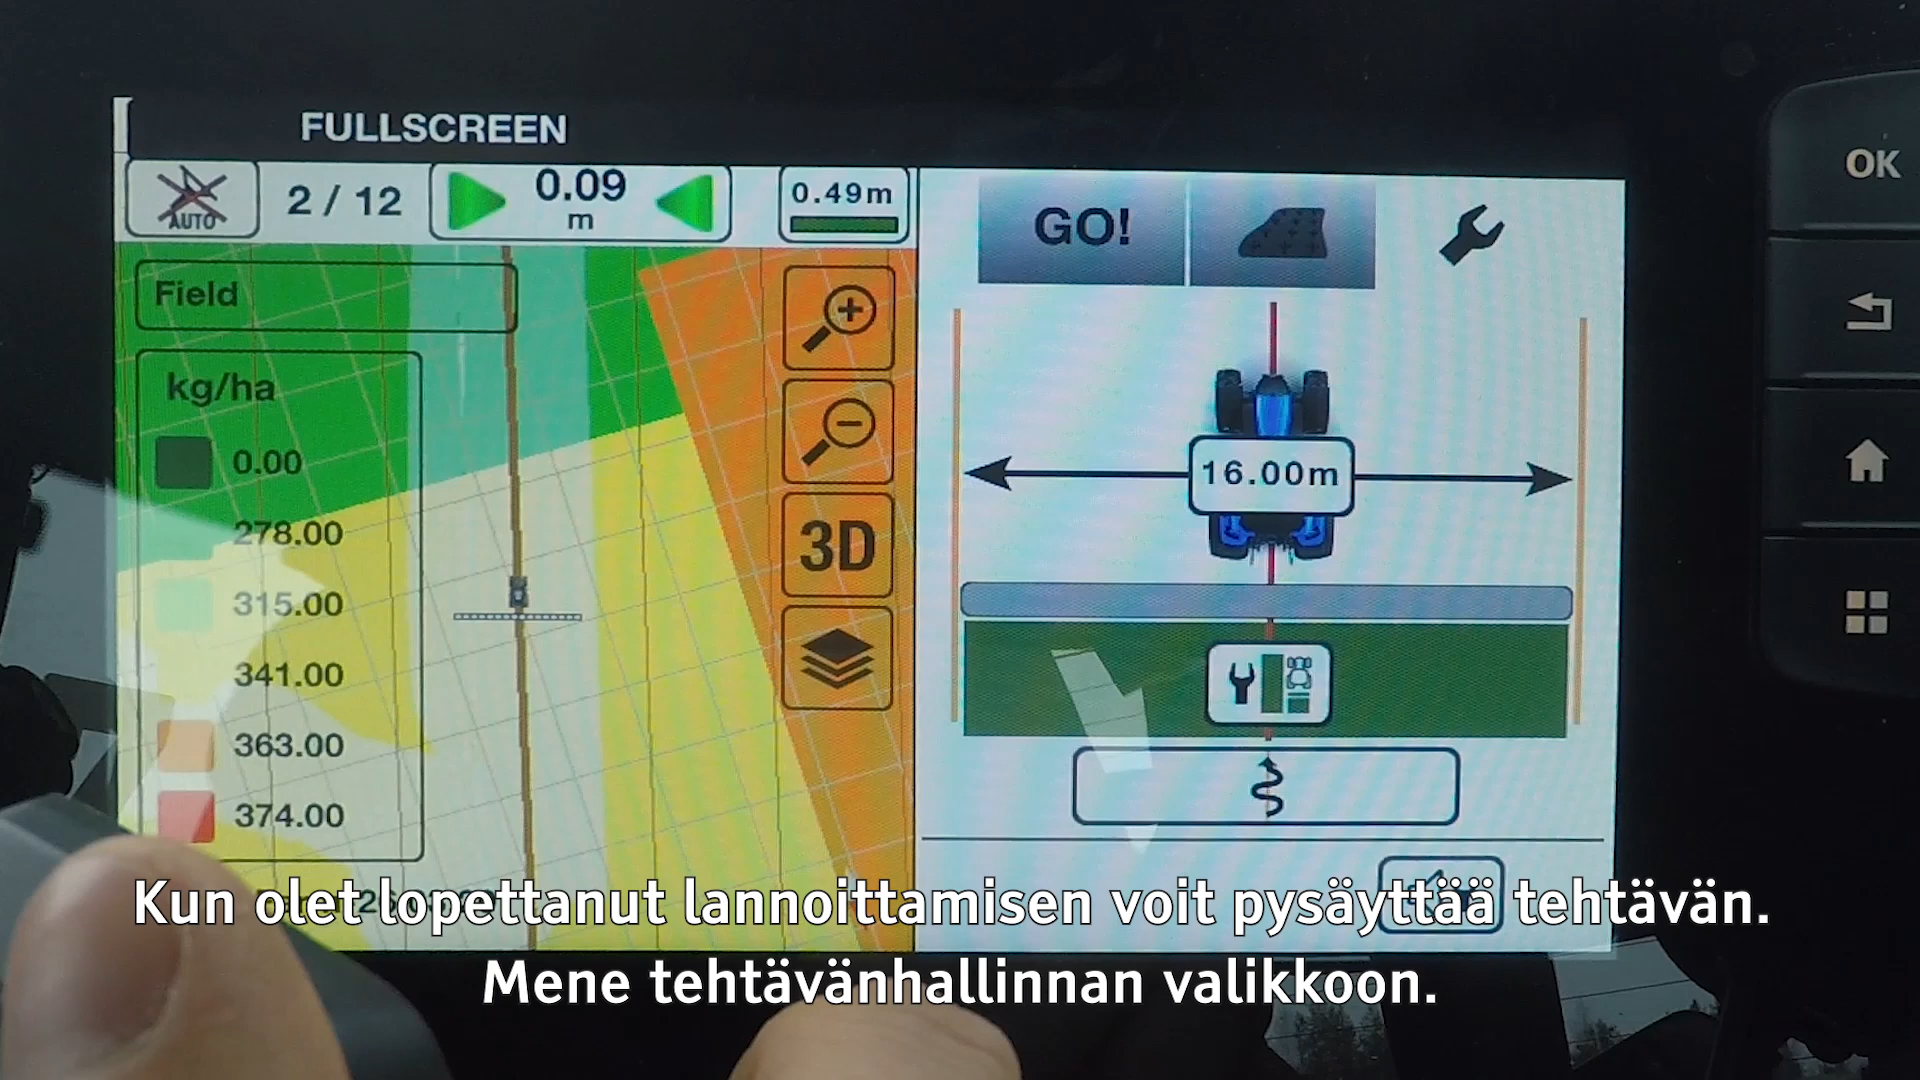 FULLSCREEN
AUTO
2 / 12
0.09
m
0.49m
GO!
OK
Field
kg/ha
0.00
278.00
315.00
341.00
363.00
374.00
3D
16.00m
Kun olet lopettanut lannoittamisen voit pysäyttää tehtävän.
Mene tehtävänhallinnan valikkoon.